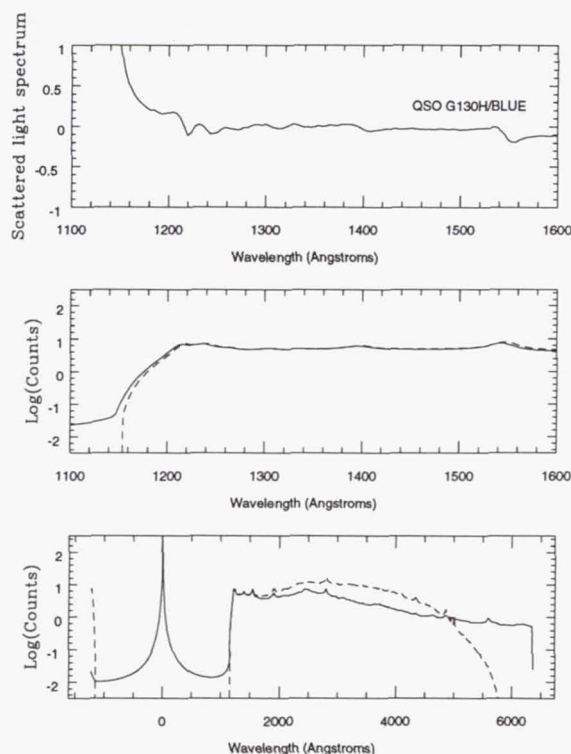 Scattered light spectrum
1
0.5
0
-0.5
-1
QSO G130H/BLUE
1100 1200 1300 1400 1500 1600
Wavelength (Angstroms)
Log(Counts)
2
1
0
-1
-2
1100 1200 1300 1400 1500 1600
Wavelength (Angstroms)
Log(Counts)
2
1
0
-1
-2
0 2000 4000 6000
Wavelength (Angstroms)